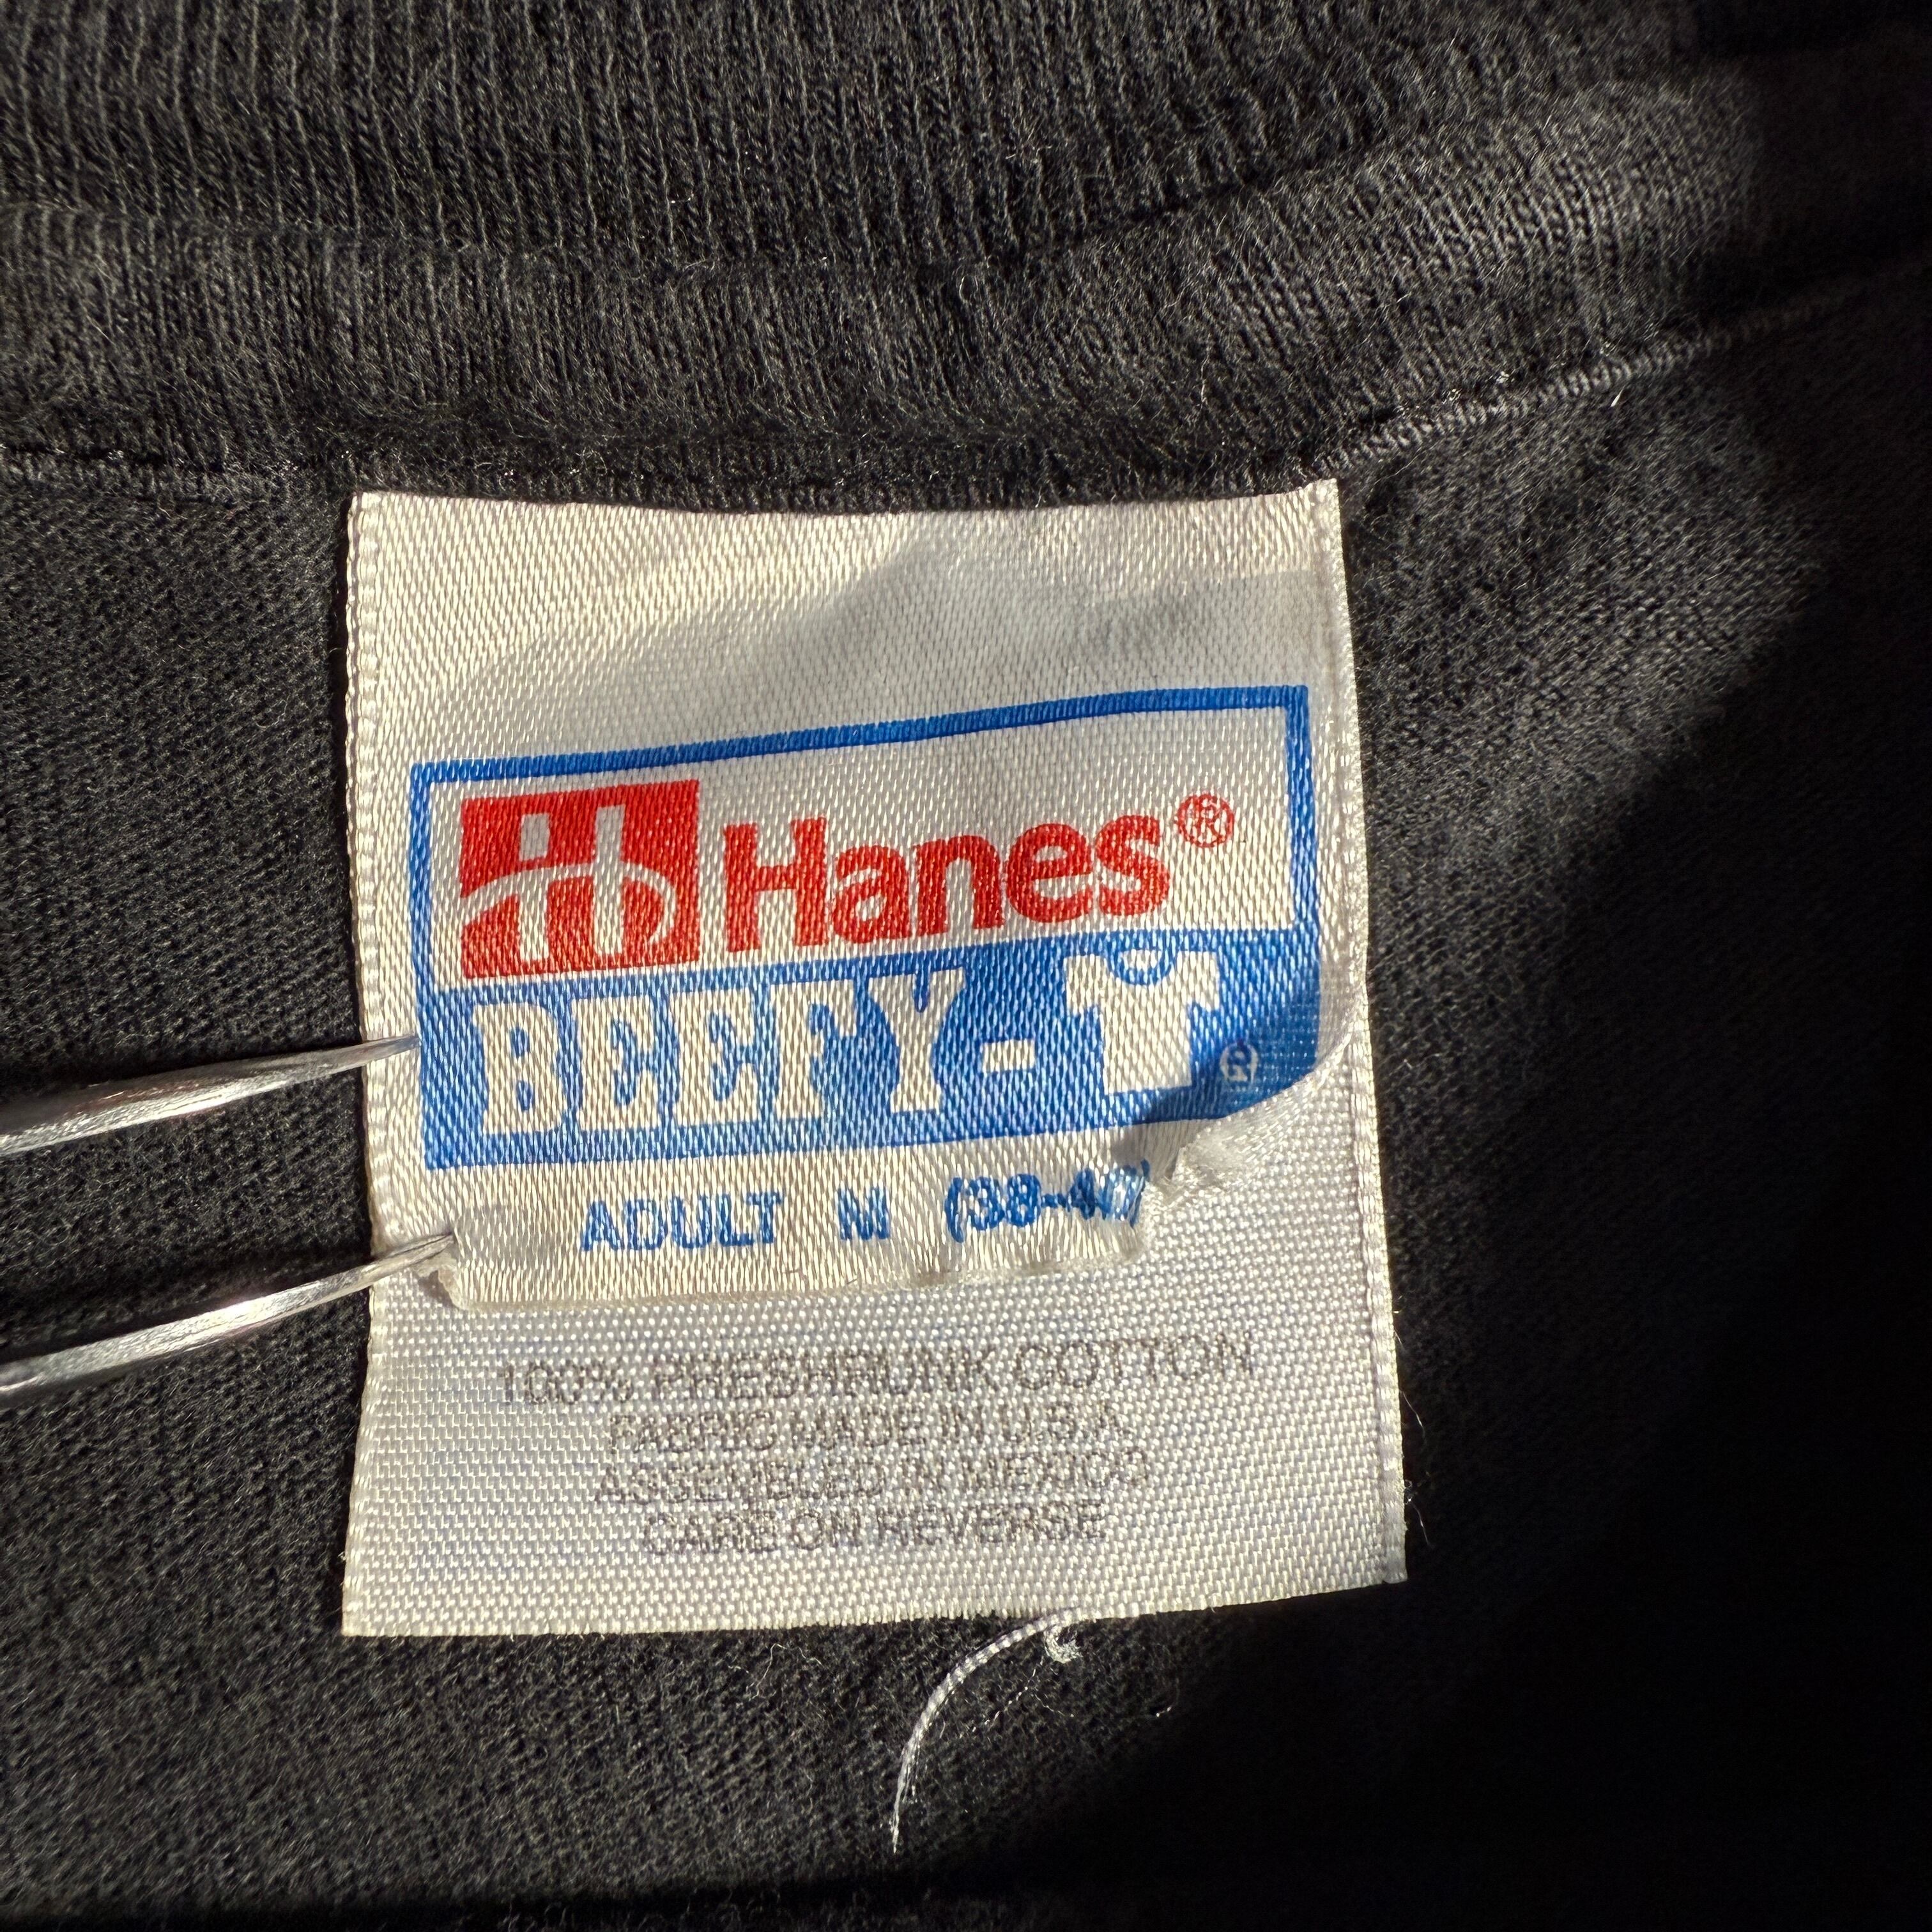 Hanes®
BEEFY-T®
ADULT M (38-40)
100% PRESHRUNK COTTON
FABRIC MADE IN U.S.A
ASSEMBLED IN MEXICO
CARE ON REVERSE